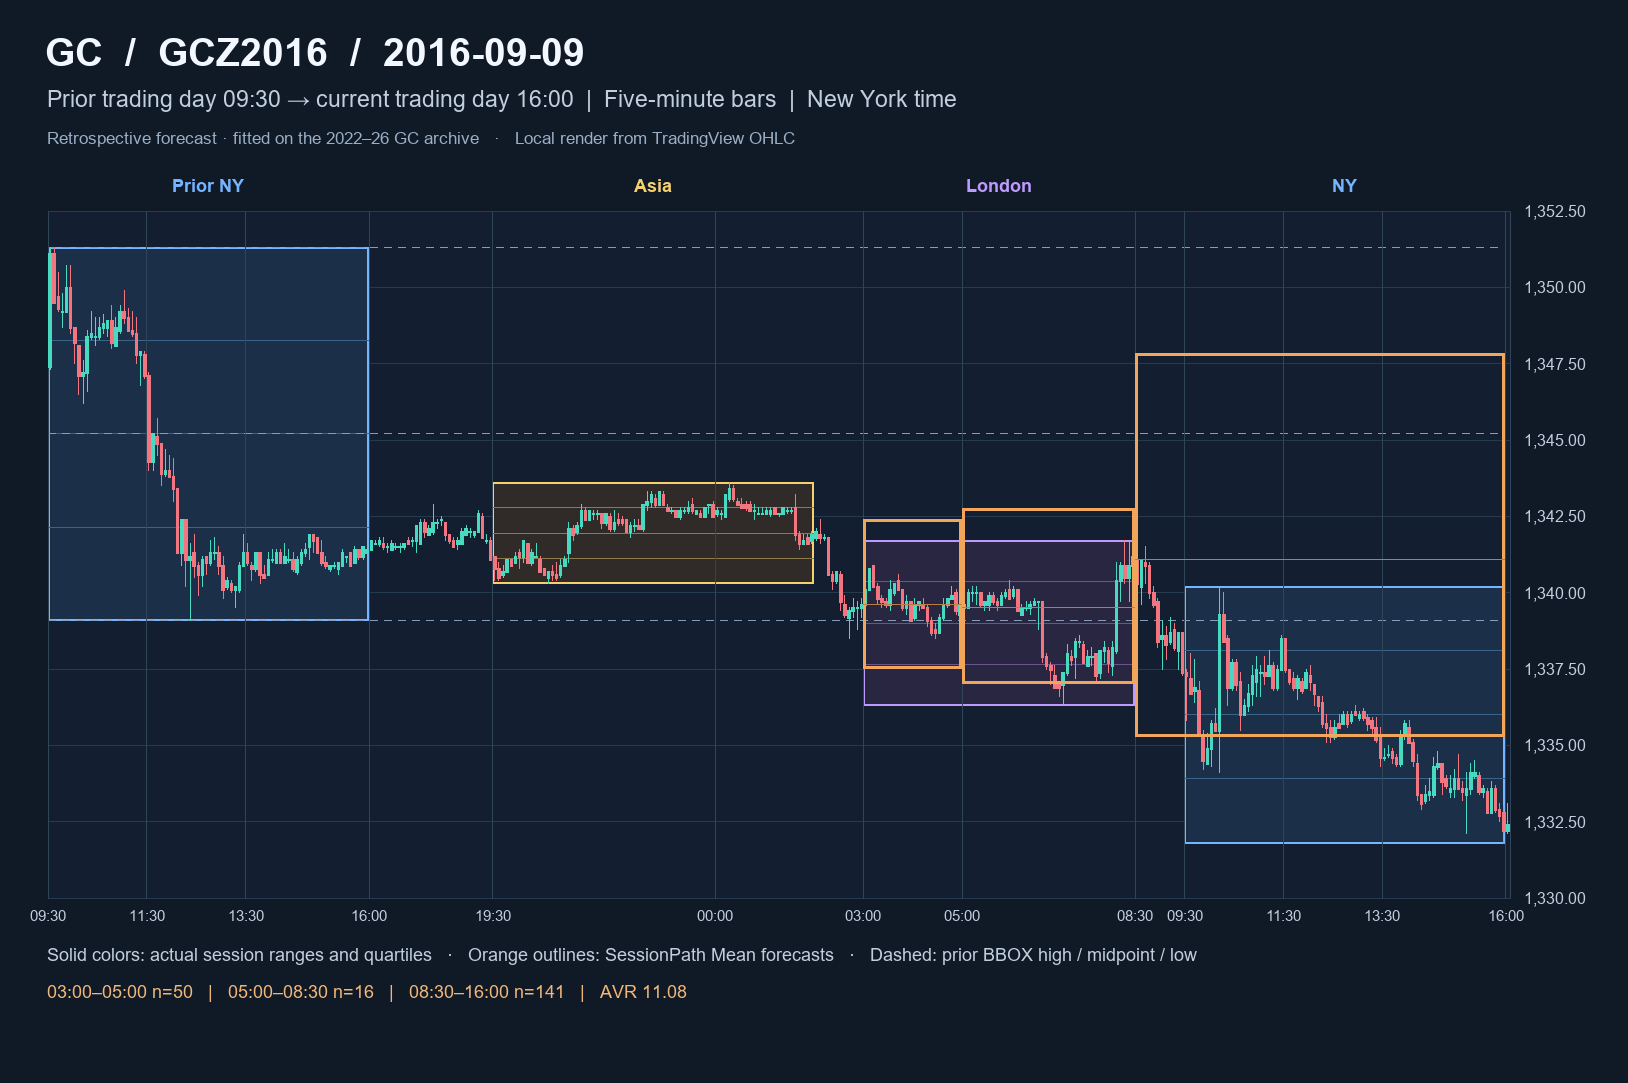 GC / GCZ2016 / 2016-09-09
Prior trading day 09:30 → current trading day 16:00 | Five-minute bars | New York time
Retrospective forecast · fitted on the 2022–26 GC archive · Local render from TradingView OHLC
Prior NY Asia London NY
1,352.50
1,350.00
1,347.50
1,345.00
1,342.50
1,340.00
1,337.50
1,335.00
1,332.50
1,330.00
09:30 11:30 13:30 16:00 19:30 00:00 03:00 05:00 08:30 09:30 11:30 13:30 16:00
Solid colors: actual session ranges and quartiles · Orange outlines: SessionPath Mean forecasts · Dashed: prior BBOX high / midpoint / low
03:00–05:00 n=50 | 05:00–08:30 n=16 | 08:30–16:00 n=141 | AVR 11.08